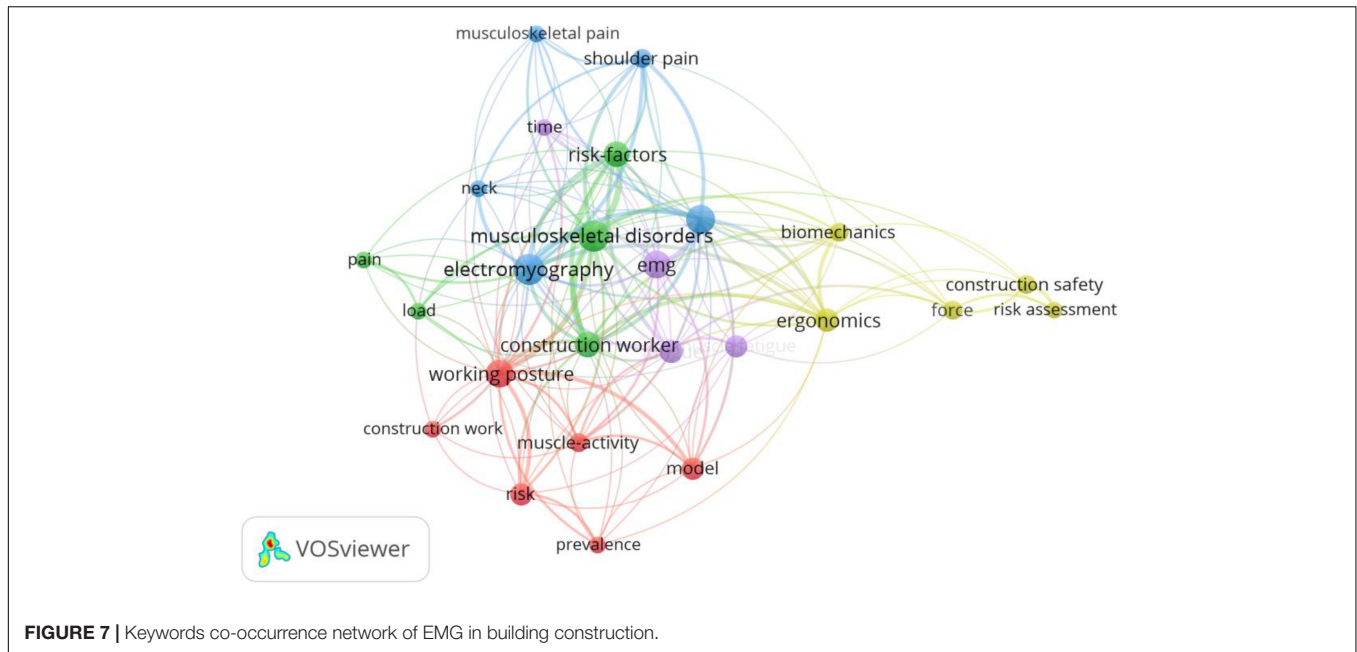 musculoskeletal pain
shoulder pain
time
risk-factors
neck
musculoskeletal disorders
biomechanics
pain
electromyography
emg
construction safety
load
force
risk assessment
ergonomics
construction worker
fatigue
working posture
construction work
muscle-activity
model
risk
prevalence
VOSviewer
FIGURE 7 | Keywords co-occurrence network of EMG in building construction.